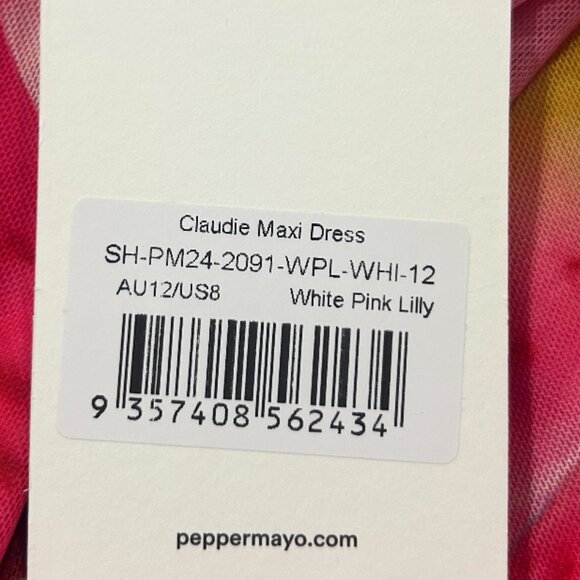 Claudie Maxi Dress
SH-PM24-2091-WPL-WHI-12
AU12/US8 White Pink Lilly
9 357408 562434
peppermayo.com